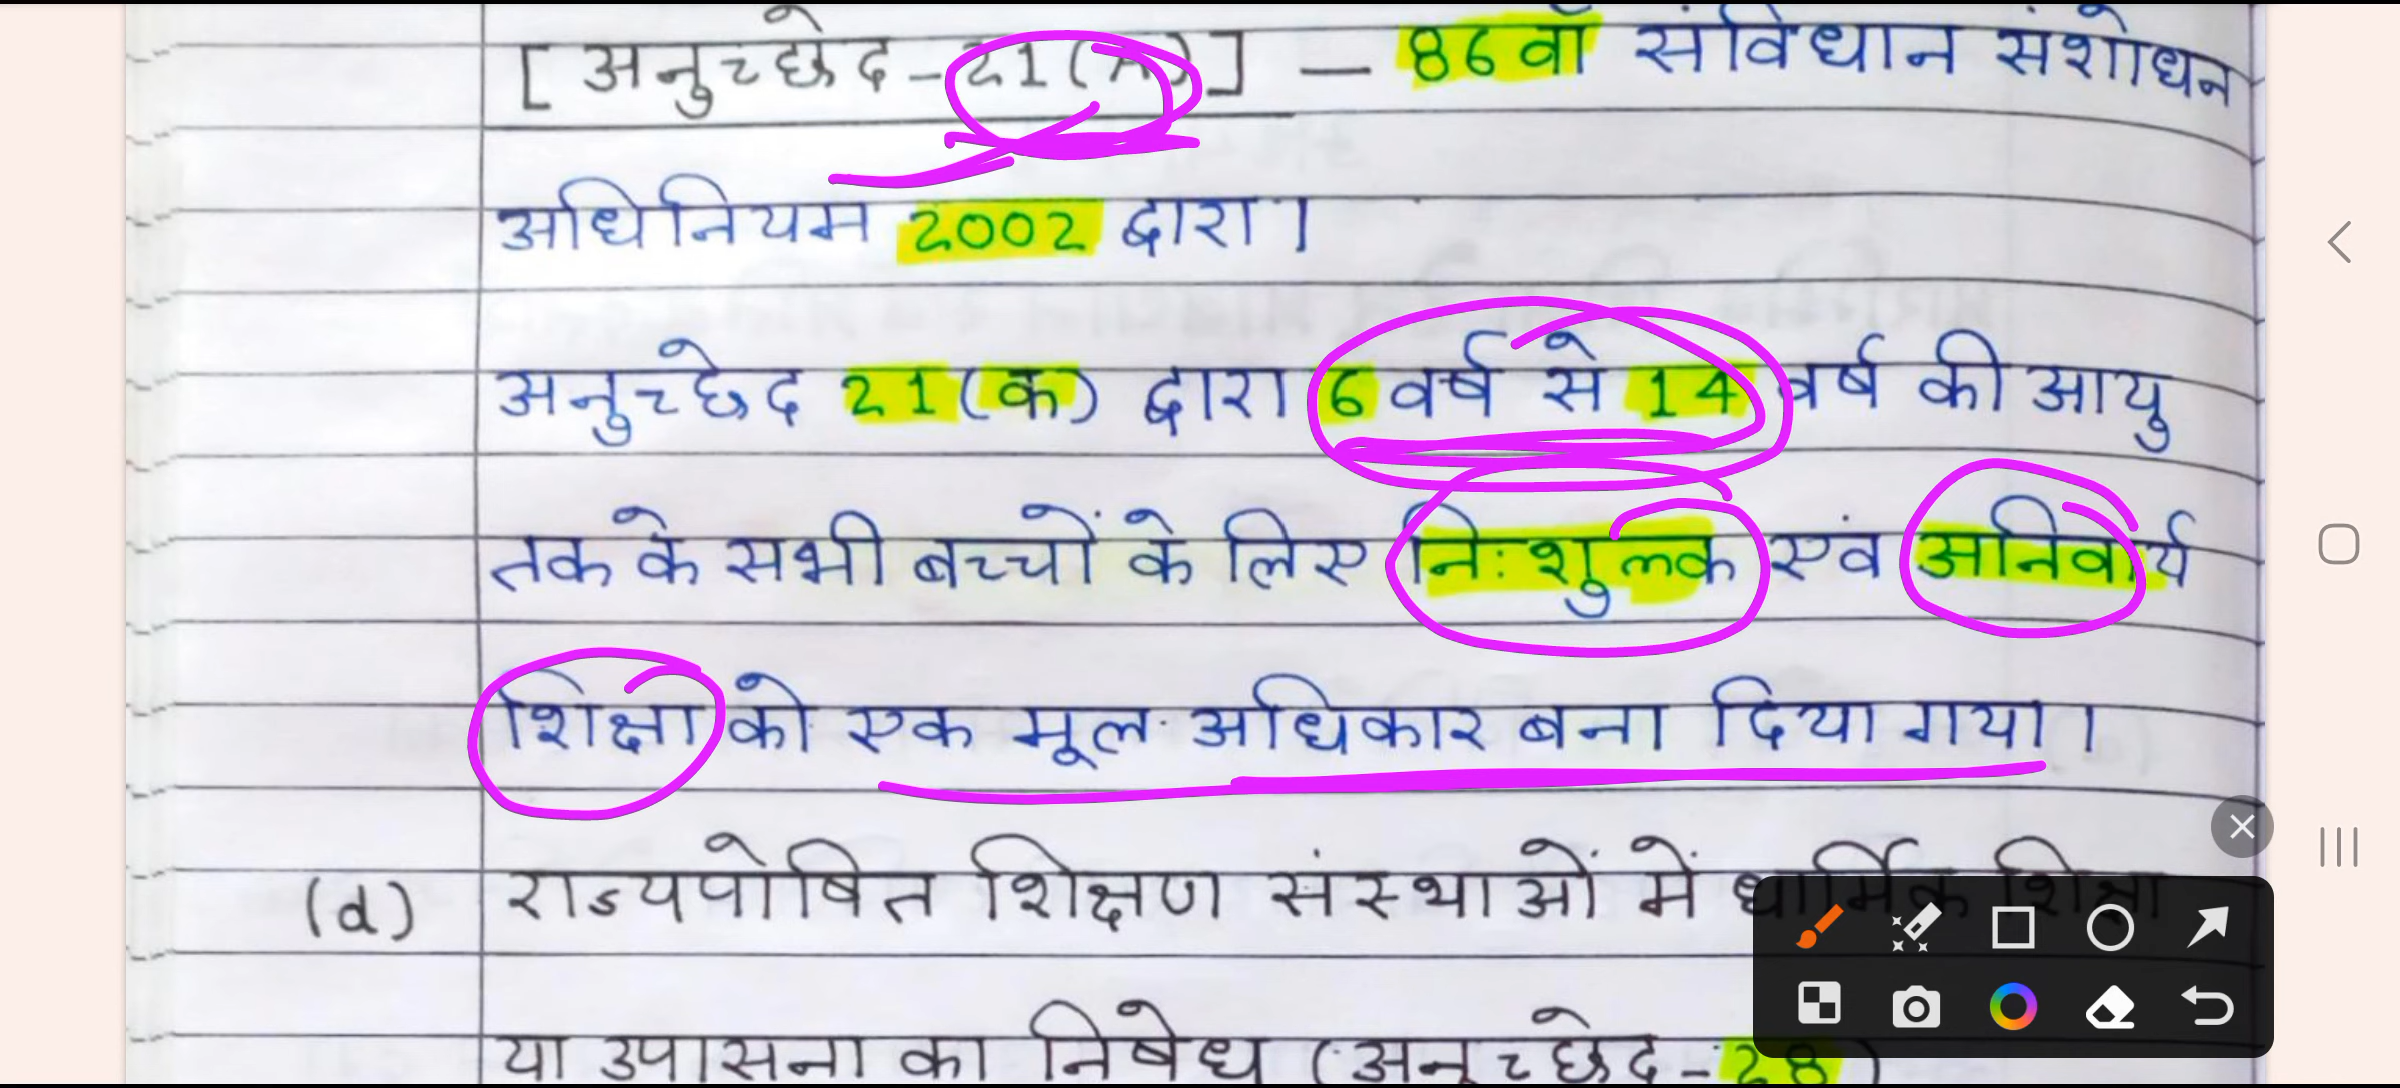 [अनुच्छेद-21(A)] — 86वाँ संविधान संशोधन
अधिनियम 2002 द्वारा।
अनुच्छेद 21(क) द्वारा 6 वर्ष से 14 वर्ष की आयु
तक के सभी बच्चों के लिए निःशुल्क एवं अनिवार्य
शिक्षा को एक मूल अधिकार बना दिया गया।
(d) राज्यपोषित शिक्षण संस्थाओं में धार्मिक शिक्षा
या उपासना का निषेध (अनुच्छेद-28)